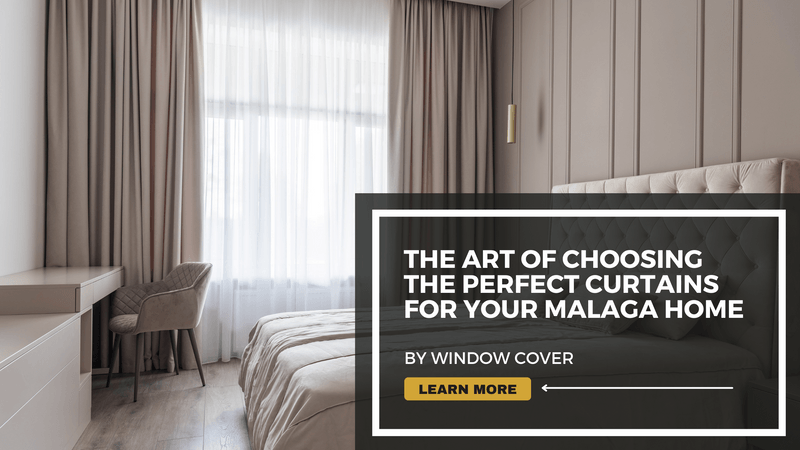 THE ART OF CHOOSING
THE PERFECT CURTAINS
FOR YOUR MALAGA HOME
BY WINDOW COVER
LEARN MORE